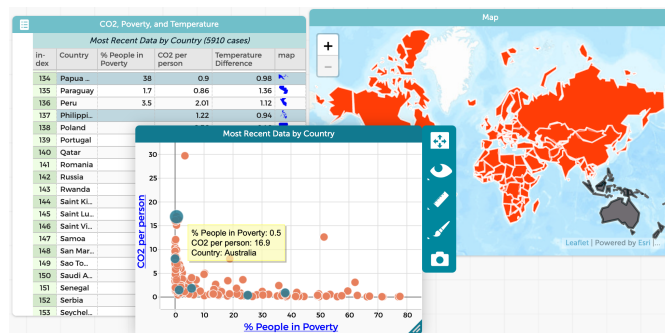 CO2, Poverty, and Temperature
Most Recent Data by Country (5910 cases)
in-dex Country % People in Poverty CO2 per person Temperature Difference map
134 Papua ... 38 0.9 0.98
135 Paraguay 1.7 0.86 1.36
136 Peru 3.5 2.01 1.12
137 Philippi... 1.22 0.94
138 Poland
139 Portugal
140 Qatar
141 Romania
142 Russia
143 Rwanda
144 Saint Ki...
145 Saint Lu...
146 Saint Vi...
147 Samoa
148 San Mar...
149 Sao To...
150 Saudi A...
151 Senegal
152 Serbia
153 Seychel...
Map
+
−
Leaflet | Powered by Esri |...
Most Recent Data by Country
CO2 per person
30
25
20
15
10
5
0
% People in Poverty: 0.5
CO2 per person: 16.9
Country: Australia
0 10 20 30 40 50 60 70 80
% People in Poverty